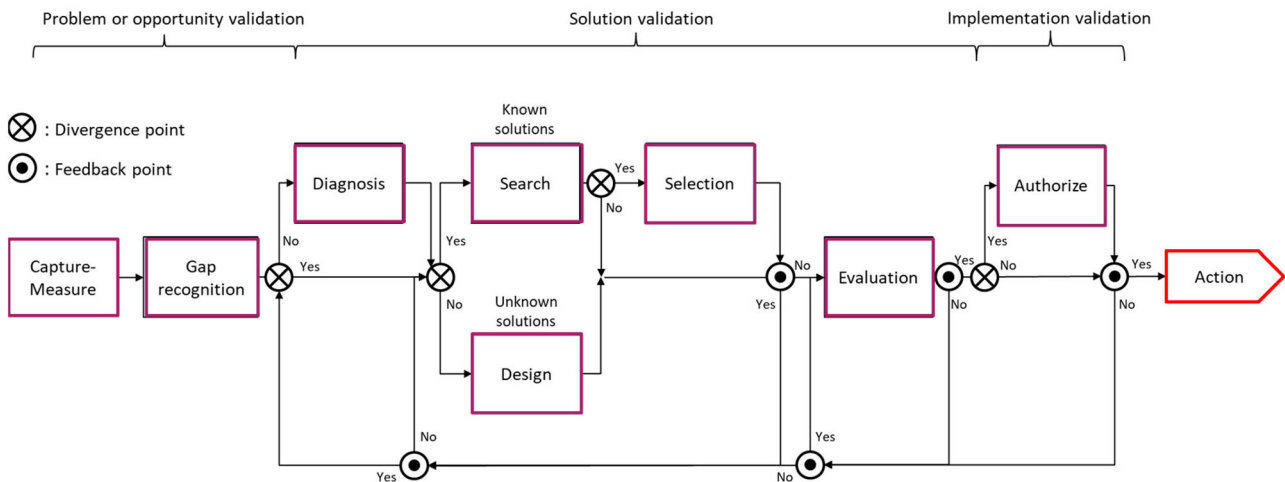 Problem or opportunity validation
Solution validation
Implementation validation
: Divergence point
: Feedback point
Known
solutions
Diagnosis
Search
Yes
Selection
No
Authorize
No
Yes
Yes
Capture-
Measure
Gap
recognition
Yes
No
Unknown
solutions
Design
No
Yes
Evaluation
Yes
No
No
Yes
Action
No
No
Yes
Yes
No